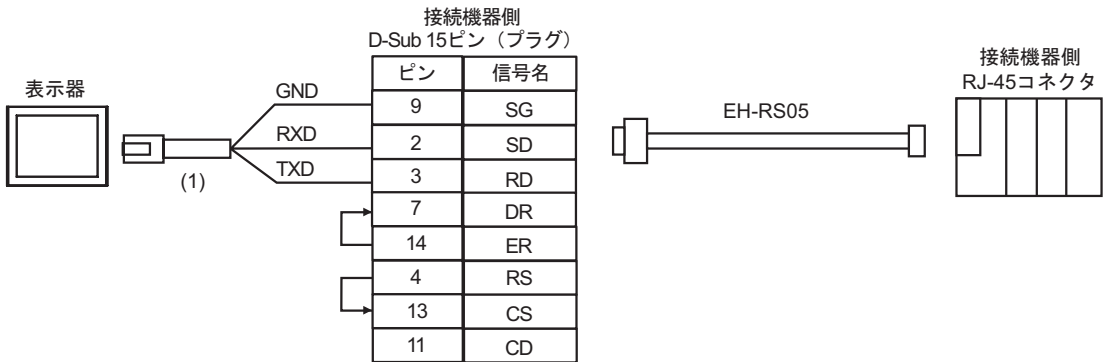 接続機器側
D-Sub 15ピン（プラグ）
ピン 信号名
9 SG
2 SD
3 RD
7 DR
14 ER
4 RS
13 CS
11 CD
表示器
GND
RXD
TXD
(1)
EH-RS05
接続機器側
RJ-45コネクタ